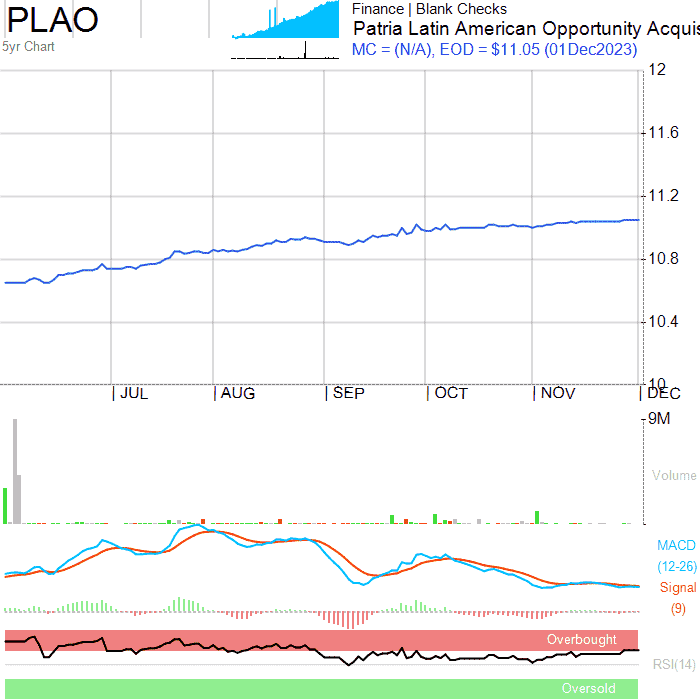 PLAO
5yr Chart
Finance | Blank Checks
Patria Latin American Opportunity Acquis
MC = (N/A), EOD = $11.05 (01Dec2023)
12
11.6
11.2
10.8
10.4
10
| JUL | AUG | SEP | OCT | NOV | DEC
9M
Volume
MACD
(12-26)
Signal
(9)
Overbought
RSI(14)
Oversold